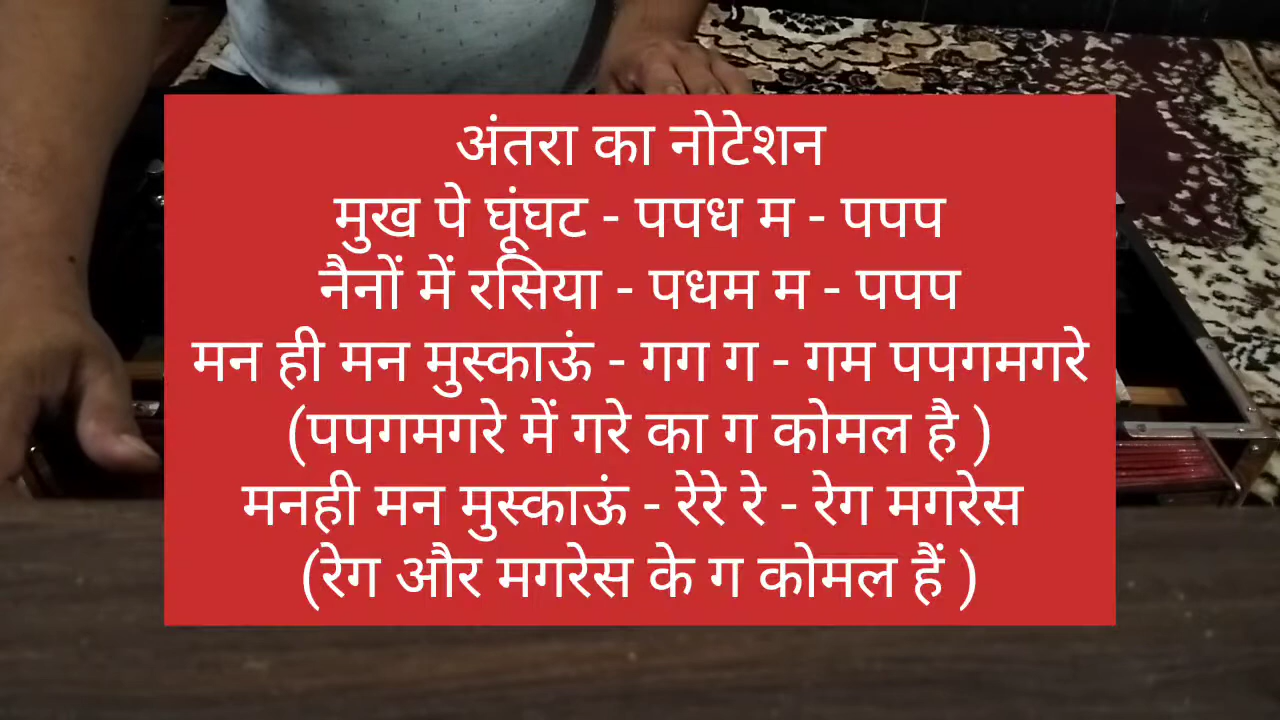 अंतरा का नोटेशन
मुख पे घूंघट - पपध म - पपप
नैनों में रसिया - पधम म - पपप
मन ही मन मुस्काऊं - गग ग - गम पपगमगरे
(पपगमगरे में गरे का ग कोमल है )
मनही मन मुस्काऊं - रेरे रे - रेग मगरेस
(रेग और मगरेस के ग कोमल हैं )